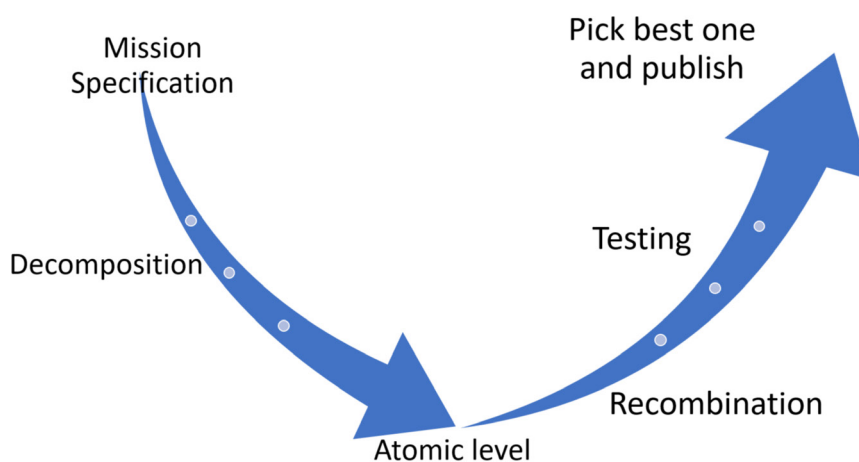 Mission
Specification
Decomposition
Atomic level
Recombination
Testing
Pick best one
and publish